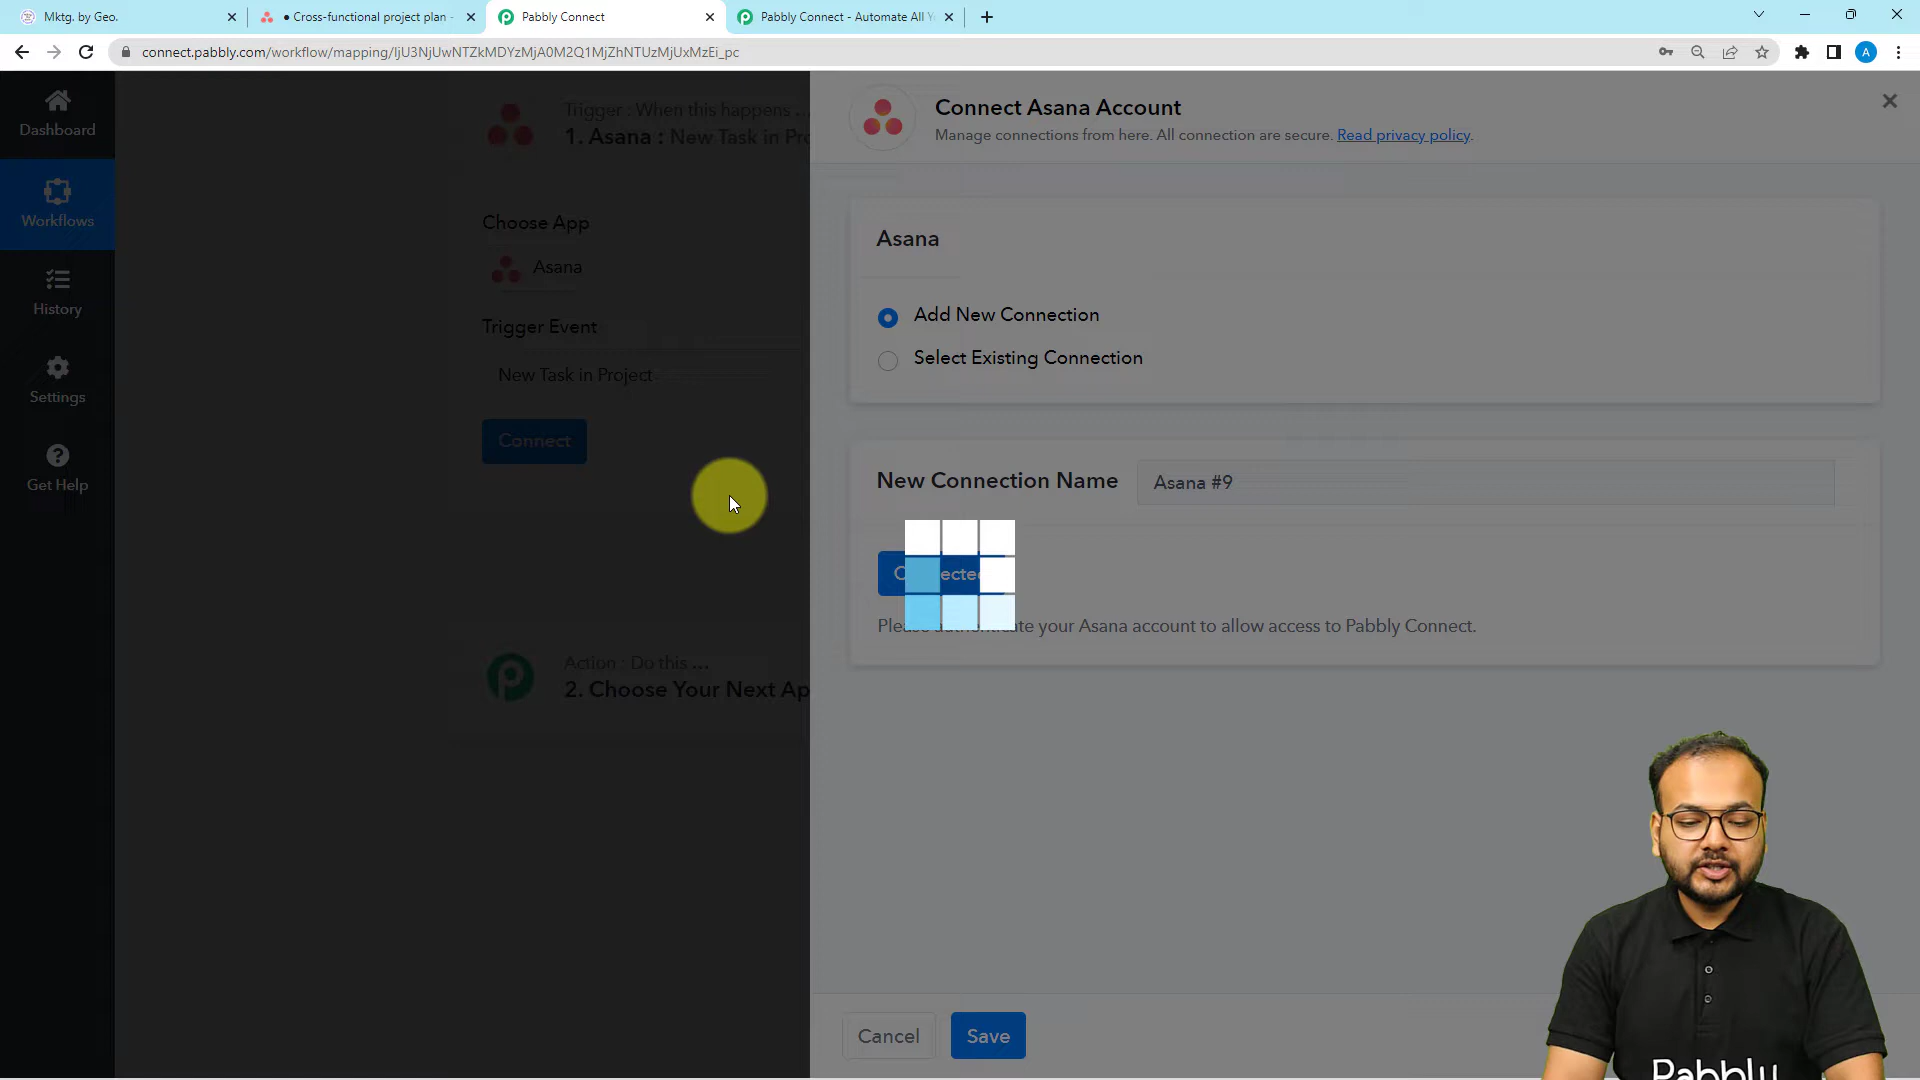 Mktg. by Geo.
• Cross-functional project plan -
Pabbly Connect
Pabbly Connect - Automate All Y
connect.pabbly.com/workflow/mapping/IjU3NjUwNTZkMDYzMjA0M2Q1MjZhNTUzMjUxMzEi_pc
A
Dashboard
Workflows
History
Settings
Get Help
Trigger : When this happens ...
1. Asana : New Task in Pro
Choose App
Asana
Trigger Event
New Task in Project
Connect
Action : Do this ...
2. Choose Your Next Ap
Connect Asana Account
Manage connections from here. All connection are secure. Read privacy policy.
Asana
Add New Connection
Select Existing Connection
New Connection Name
Asana #9
Please authenticate your Asana account to allow access to Pabbly Connect.
Cancel
Save
Pabbly